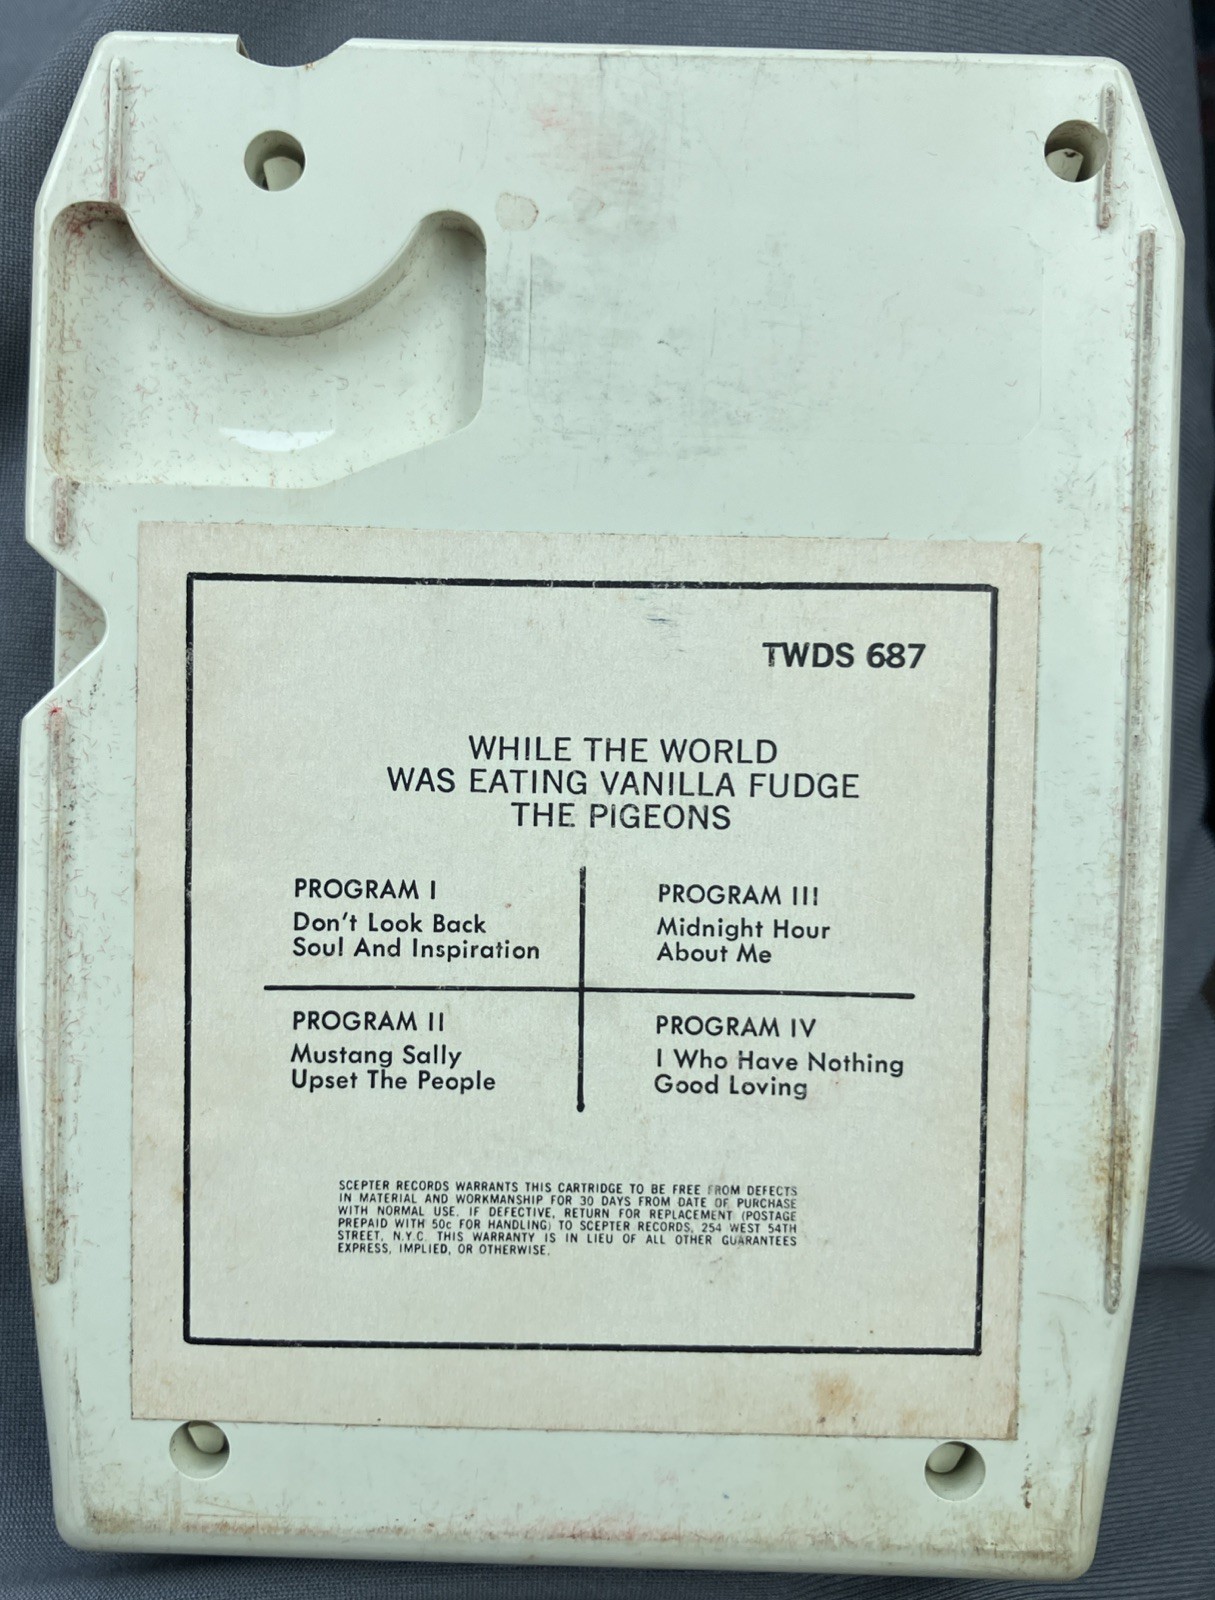 TWDS 687
WHILE THE WORLD
WAS EATING VANILLA FUDGE
THE PIGEONS
PROGRAM I
Don't Look Back
Soul And Inspiration
PROGRAM III
Midnight Hour
About Me
PROGRAM II
Mustang Sally
Upset The People
PROGRAM IV
I Who Have Nothing
Good Loving
SCEPTER RECORDS WARRANTS THIS CARTRIDGE TO BE FREE FROM DEFECTS
IN MATERIAL AND WORKMANSHIP FOR 30 DAYS FROM DATE OF PURCHASE
WITH NORMAL USE. IF DEFECTIVE, RETURN FOR REPLACEMENT (POSTAGE
PREPAID WITH 50c FOR HANDLING) TO SCEPTER RECORDS, 254 WEST 54TH
STREET, N.Y.C. THIS WARRANTY IS IN LIEU OF ALL OTHER GUARANTEES
EXPRESS, IMPLIED, OR OTHERWISE.